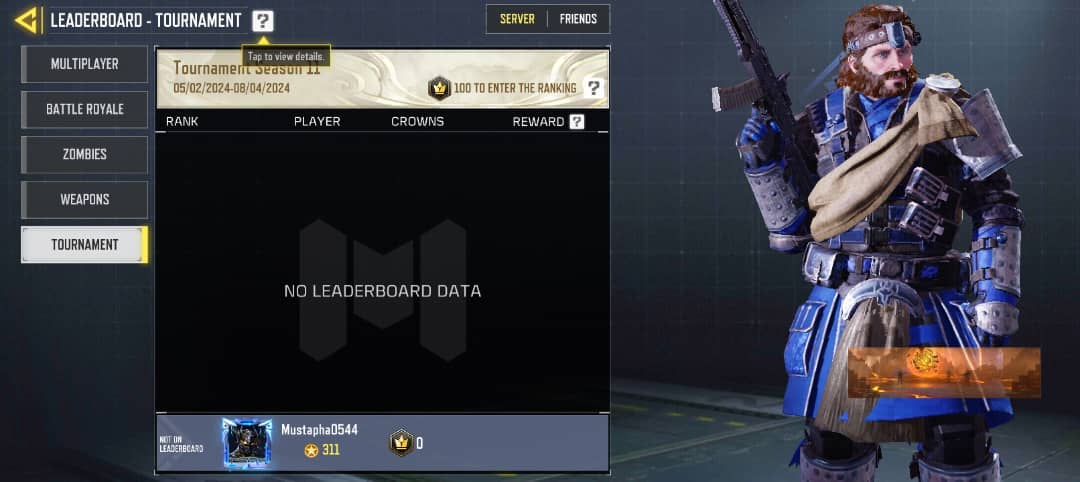 LEADERBOARD - TOURNAMENT ?
SERVER FRIENDS
Tap to view details.
MULTIPLAYER
BATTLE ROYALE
ZOMBIES
WEAPONS
TOURNAMENT
Tournament Season 11
05/02/2024-08/04/2024
100 TO ENTER THE RANKING ?
RANK PLAYER CROWNS REWARD ?
NO LEADERBOARD DATA
NOT ON
LEADERBOARD
Mustapha0544
311
0